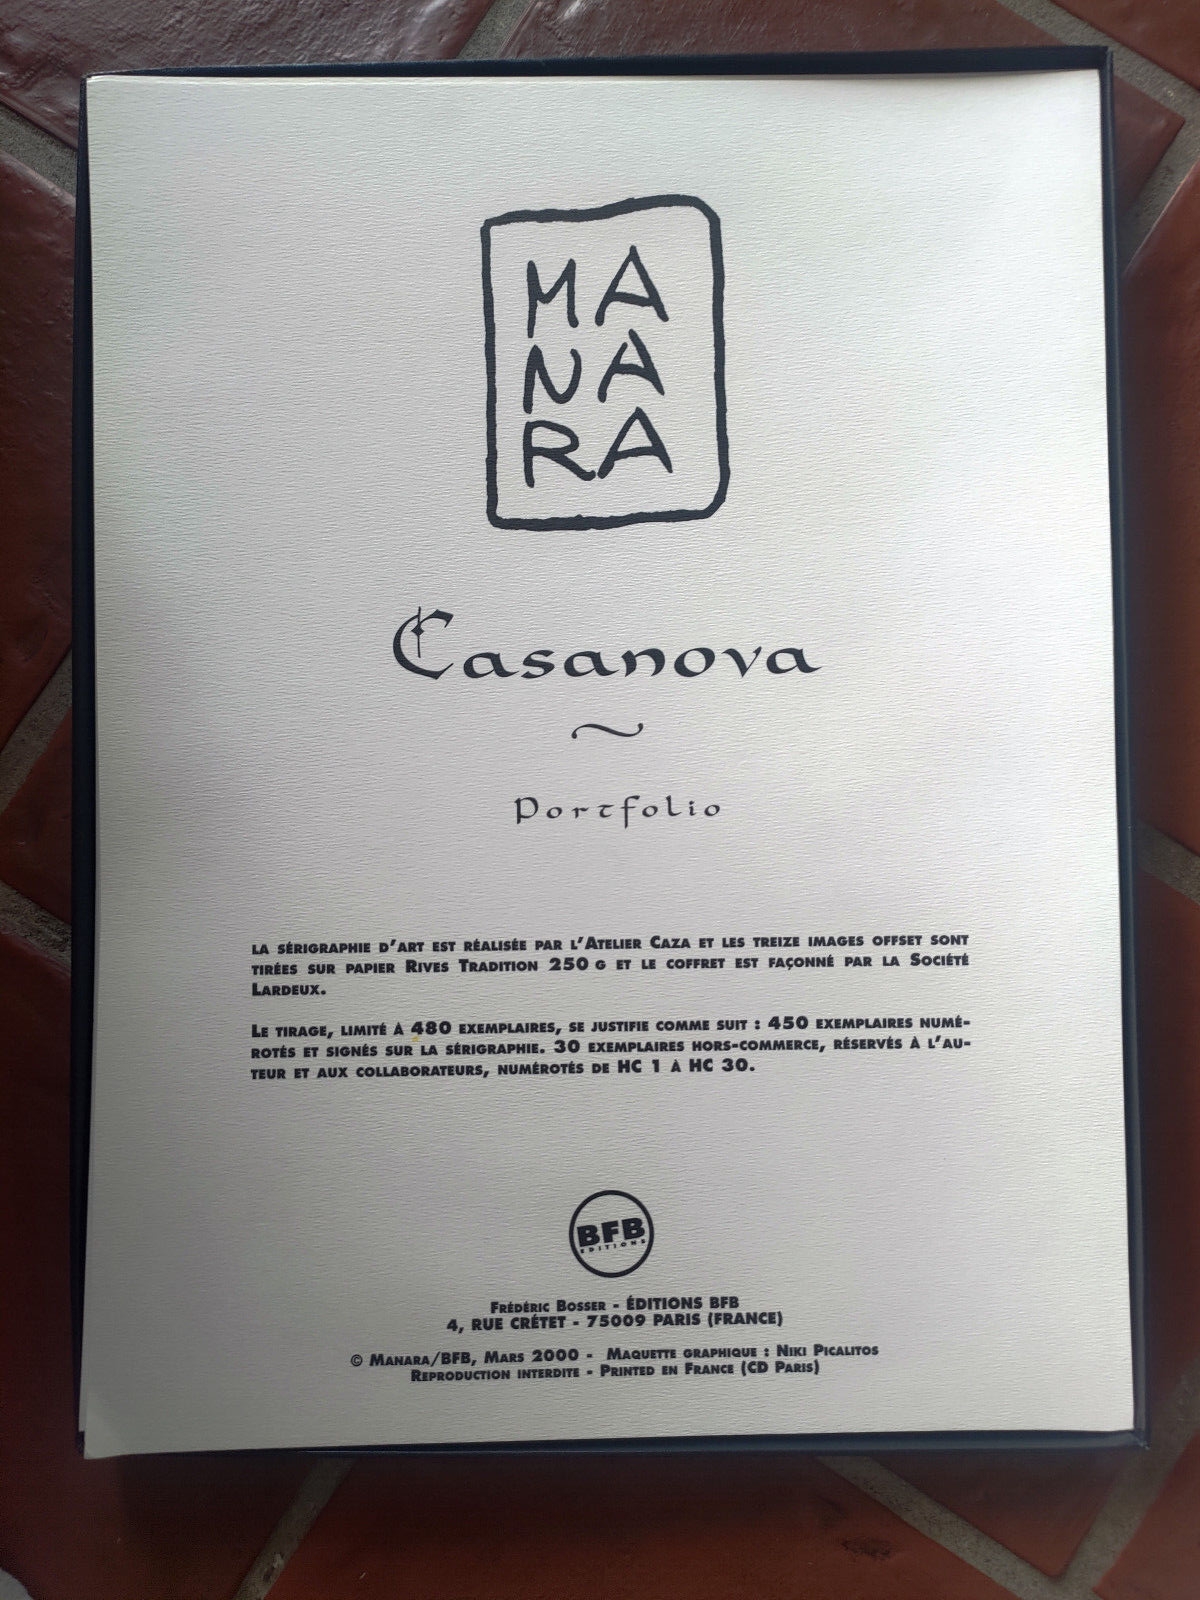 MA
NA
RA
Casanova
~
Portfolio
LA SÉRIGRAPHIE D'ART EST RÉALISÉE PAR L'ATELIER CAZA ET LES TREIZE IMAGES OFFSET SONT
TIRÉES SUR PAPIER RIVES TRADITION 250 G ET LE COFFRET EST FAÇONNÉ PAR LA SOCIÉTÉ
LARDEUX.
LE TIRAGE, LIMITÉ À 480 EXEMPLAIRES, SE JUSTIFIE COMME SUIT : 450 EXEMPLAIRES NUMÉ-
ROTÉS ET SIGNÉS SUR LA SÉRIGRAPHIE. 30 EXEMPLAIRES HORS-COMMERCE, RÉSERVÉS À L'AU-
TEUR ET AUX COLLABORATEURS, NUMÉROTÉS DE HC 1 À HC 30.
BFB
EDITIONS
FRÉDÉRIC BOSSER - ÉDITIONS BFB
4, RUE CRÉTET - 75009 PARIS (FRANCE)
© MANARA/BFB, MARS 2000 - MAQUETTE GRAPHIQUE : NIKI PICALITOS
REPRODUCTION INTERDITE - PRINTED EN FRANCE (CD PARIS)